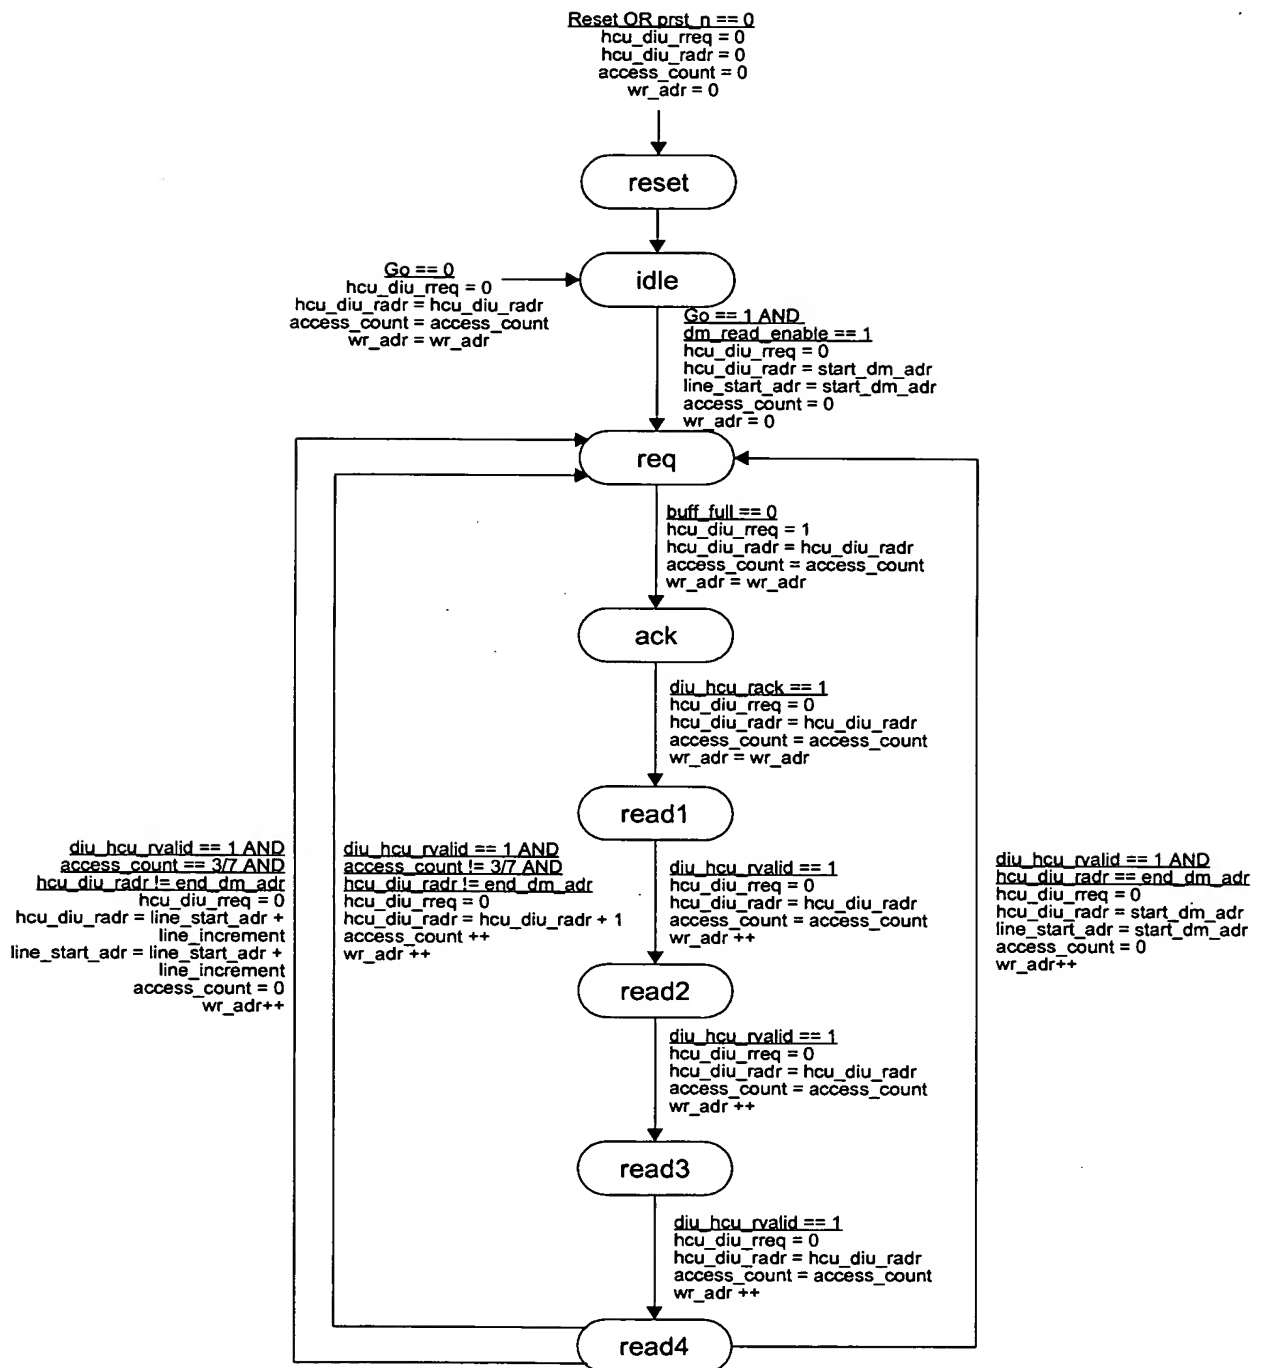 Reset OR prst_n == 0
hcu_diu_rreq = 0
hcu_diu_radr = 0
access_count = 0
wr_adr = 0
reset
idle
Go == 0
hcu_diu_rreq = 0
hcu_diu_radr = hcu_diu_radr
access_count = access_count
wr_adr = wr_adr
Go == 1 AND
dm_read_enable == 1
hcu_diu_rreq = 0
hcu_diu_radr = start_dm_adr
line_start_adr = start_dm_adr
access_count = 0
wr_adr = 0
req
buff_full == 0
hcu_diu_rreq = 1
hcu_diu_radr = hcu_diu_radr
access_count = access_count
wr_adr = wr_adr
ack
diu_hcu_rack == 1
hcu_diu_rreq = 0
hcu_diu_radr = hcu_diu_radr
access_count = access_count
wr_adr = wr_adr
read1
diu_hcu_rvalid == 1 AND
access_count == 3/7 AND
hcu_diu_radr != end_dm_adr
hcu_diu_rreq = 0
hcu_diu_radr = line_start_adr +
line_increment
line_start_adr = line_start_adr +
line_increment
access_count = 0
wr_adr++
diu_hcu_rvalid == 1 AND
access_count != 3/7 AND
hcu_diu_radr != end_dm_adr
hcu_diu_rreq = 0
hcu_diu_radr = hcu_diu_radr + 1
access_count ++
wr_adr ++
diu_hcu_rvalid == 1
hcu_diu_rreq = 0
hcu_diu_radr = hcu_diu_radr
access_count = access_count
wr_adr ++
diu_hcu_rvalid == 1 AND
hcu_diu_radr == end_dm_adr
hcu_diu_rreq = 0
hcu_diu_radr = start_dm_adr
line_start_adr = start_dm_adr
access_count = 0
wr_adr++
read2
diu_hcu_rvalid == 1
hcu_diu_rreq = 0
hcu_diu_radr = hcu_diu_radr
access_count = access_count
wr_adr ++
read3
diu_hcu_rvalid == 1
hcu_diu_rreq = 0
hcu_diu_radr = hcu_diu_radr
access_count = access_count
wr_adr ++
read4